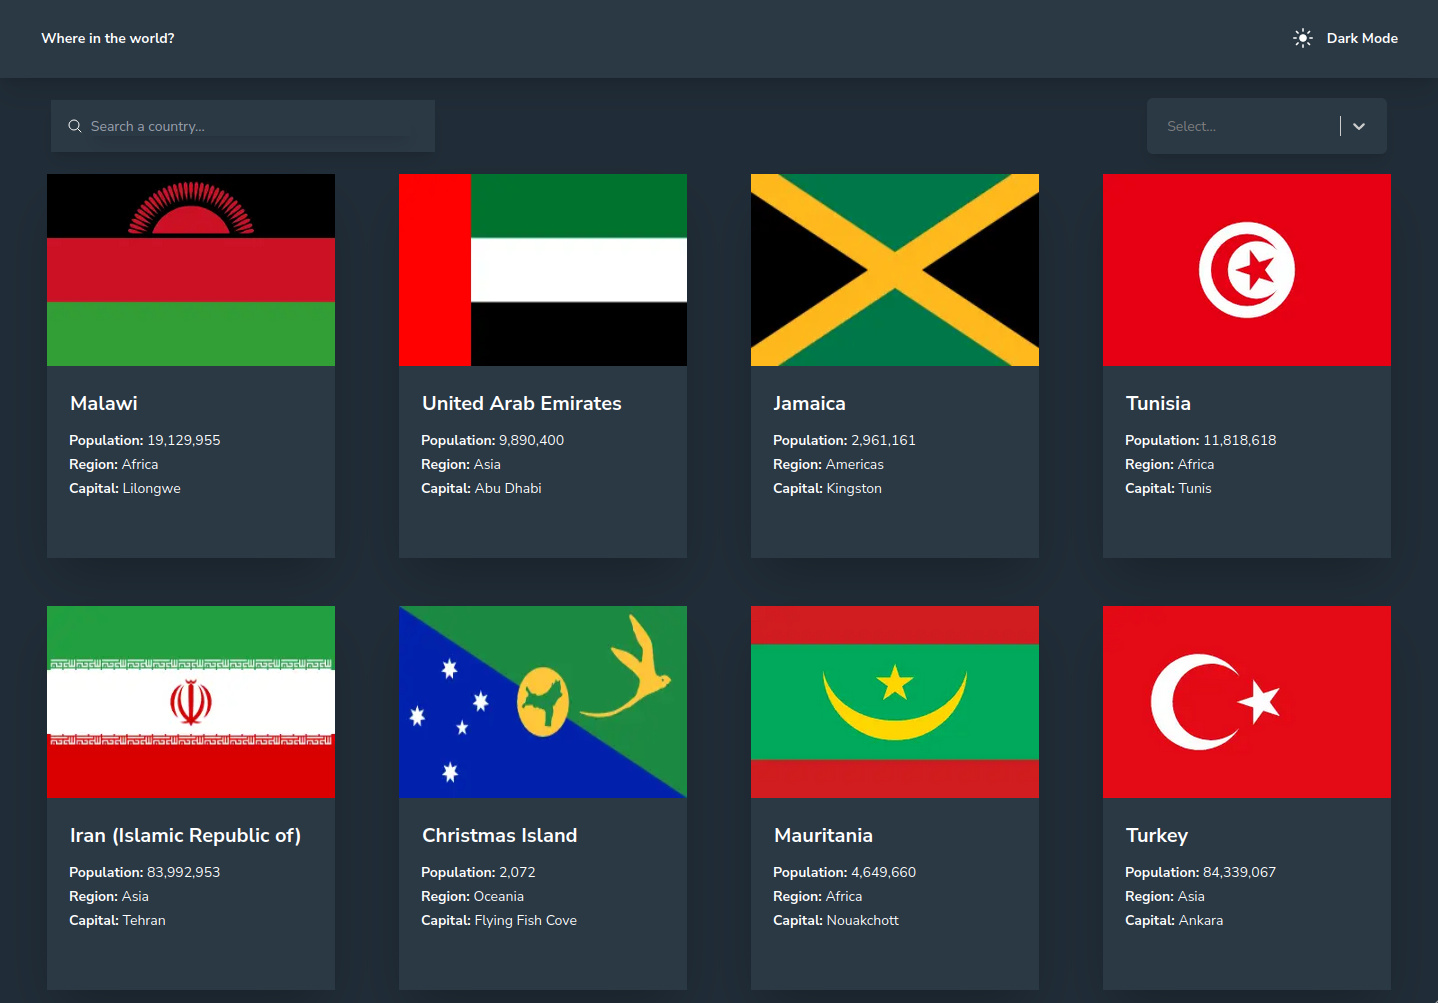 Where in the world?
Dark Mode
Search a country...
Select...
Malawi
Population: 19,129,955
Region: Africa
Capital: Lilongwe
United Arab Emirates
Population: 9,890,400
Region: Asia
Capital: Abu Dhabi
Jamaica
Population: 2,961,161
Region: Americas
Capital: Kingston
Tunisia
Population: 11,818,618
Region: Africa
Capital: Tunis
Iran (Islamic Republic of)
Population: 83,992,953
Region: Asia
Capital: Tehran
Christmas Island
Population: 2,072
Region: Oceania
Capital: Flying Fish Cove
Mauritania
Population: 4,649,660
Region: Africa
Capital: Nouakchott
Turkey
Population: 84,339,067
Region: Asia
Capital: Ankara